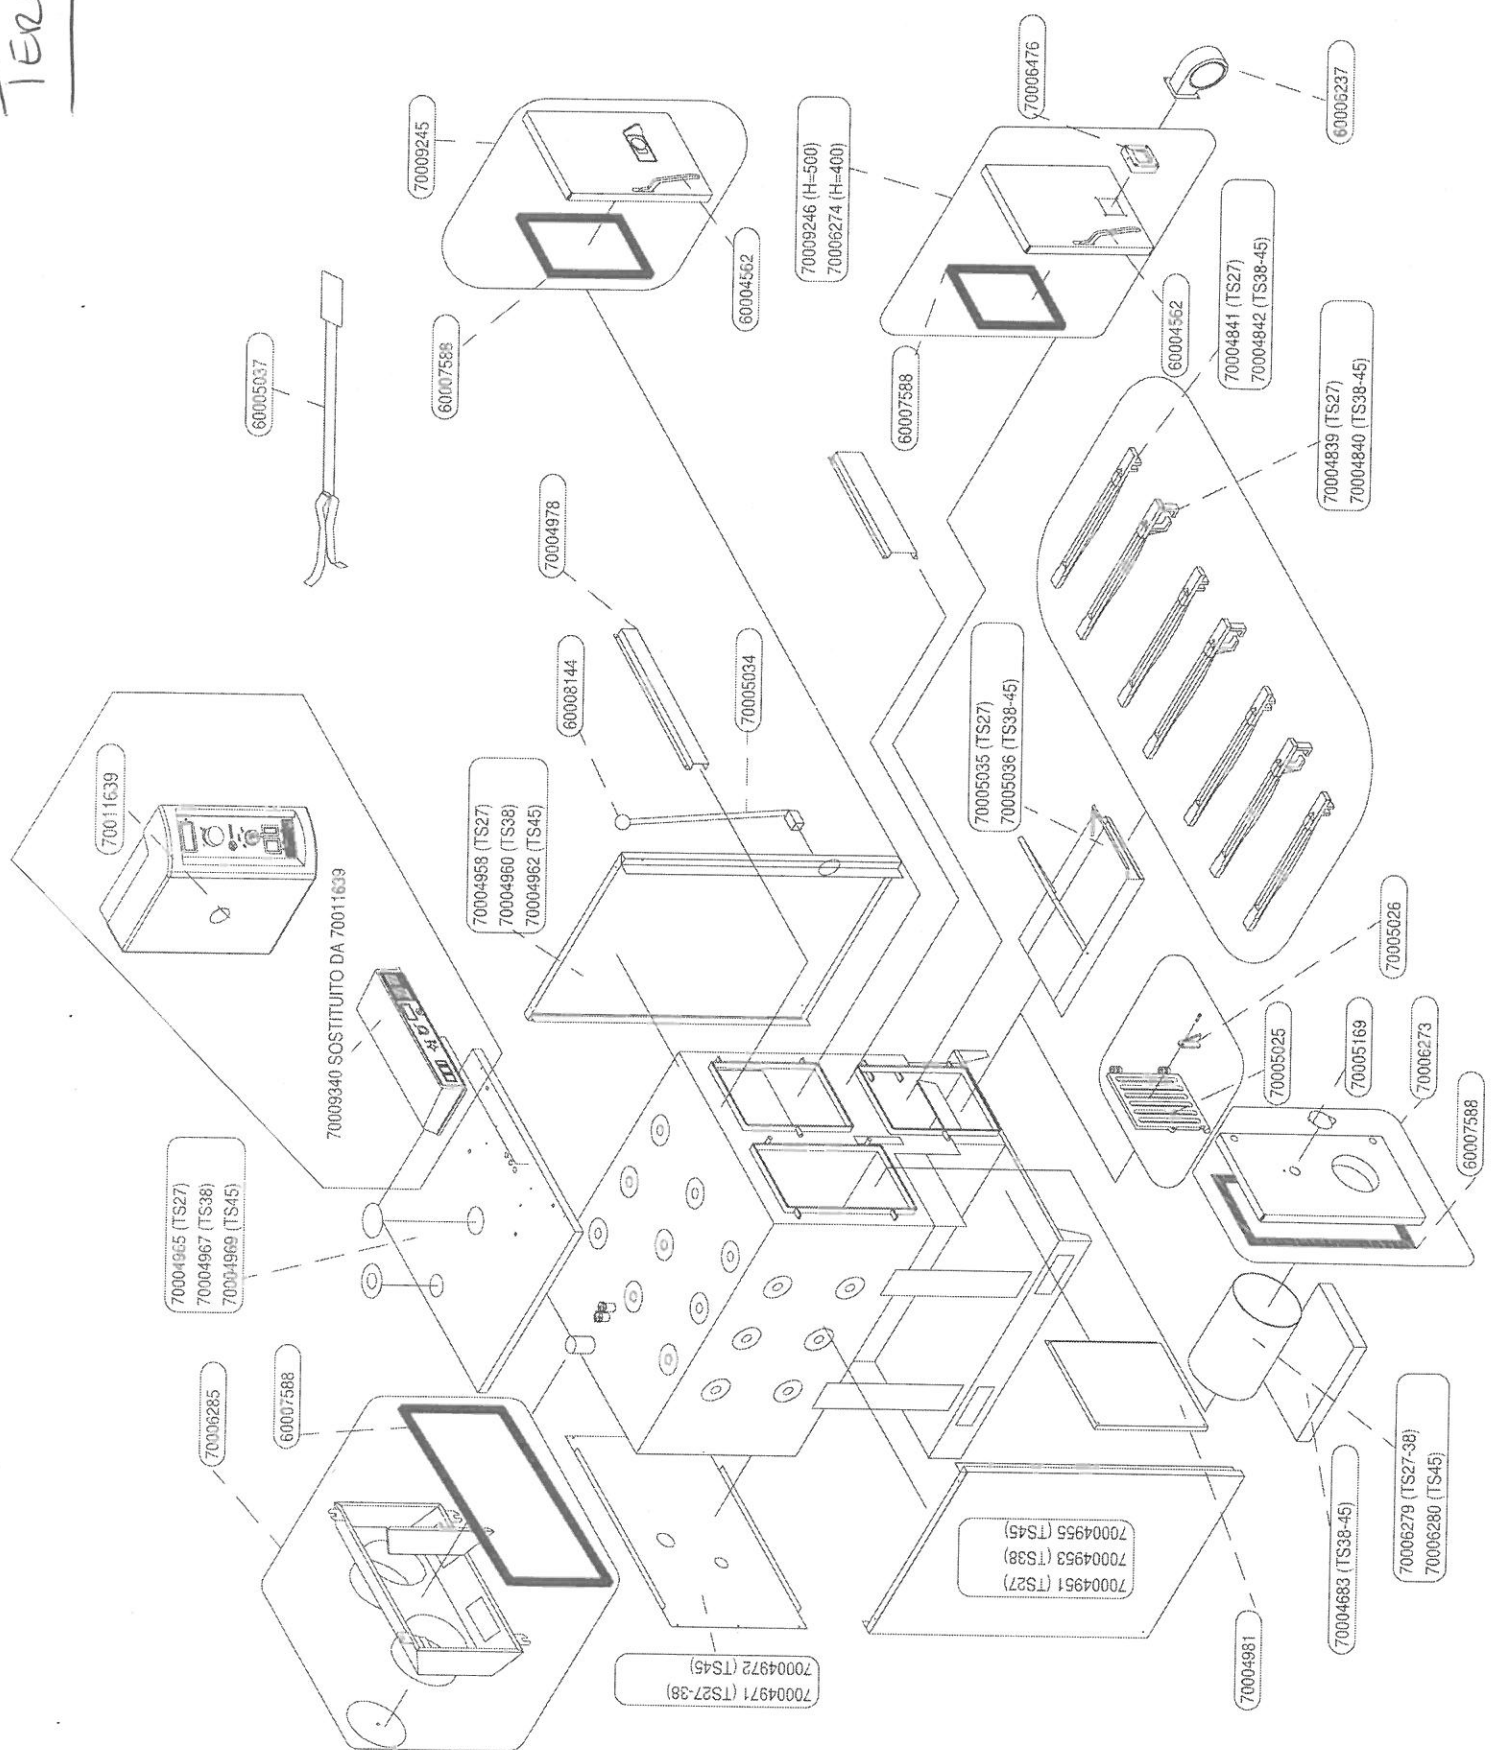 TER
70009245
60005037
60007588
60004562
70009246 (H=500)
70006274 (H=400)
70006476
60006237
60007588
60004562
70004841 (TS27)
70004842 (TS38-45)
70004839 (TS27)
70004840 (TS38-45)
70004978
60008144
70005034
70004958 (TS27)
70004960 (TS38)
70004962 (TS45)
70005035 (TS27)
70005036 (TS38-45)
70011639
70009340 SOSTITUITO DA 70011639
70004965 (TS27)
70004967 (TS38)
70004969 (TS45)
70005026
70005025
70005169
70006273
60007588
70006285
60007588
70004971 (TS27-38)
70004972 (TS45)
70004951 (TS27)
70004953 (TS38)
70004955 (TS45)
70004981
70004683 (TS38-45)
70006279 (TS27-38)
70006280 (TS45)